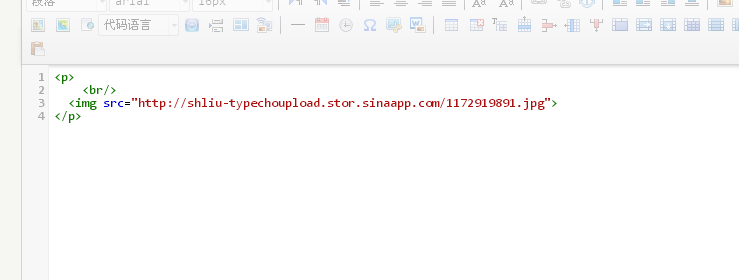 段落 arial 16px
代码语言
1 <p>
2 <br/>
3 <img src="http://shliu-typechoupload.stor.sinaapp.com/1172919891.jpg">
4 </p>